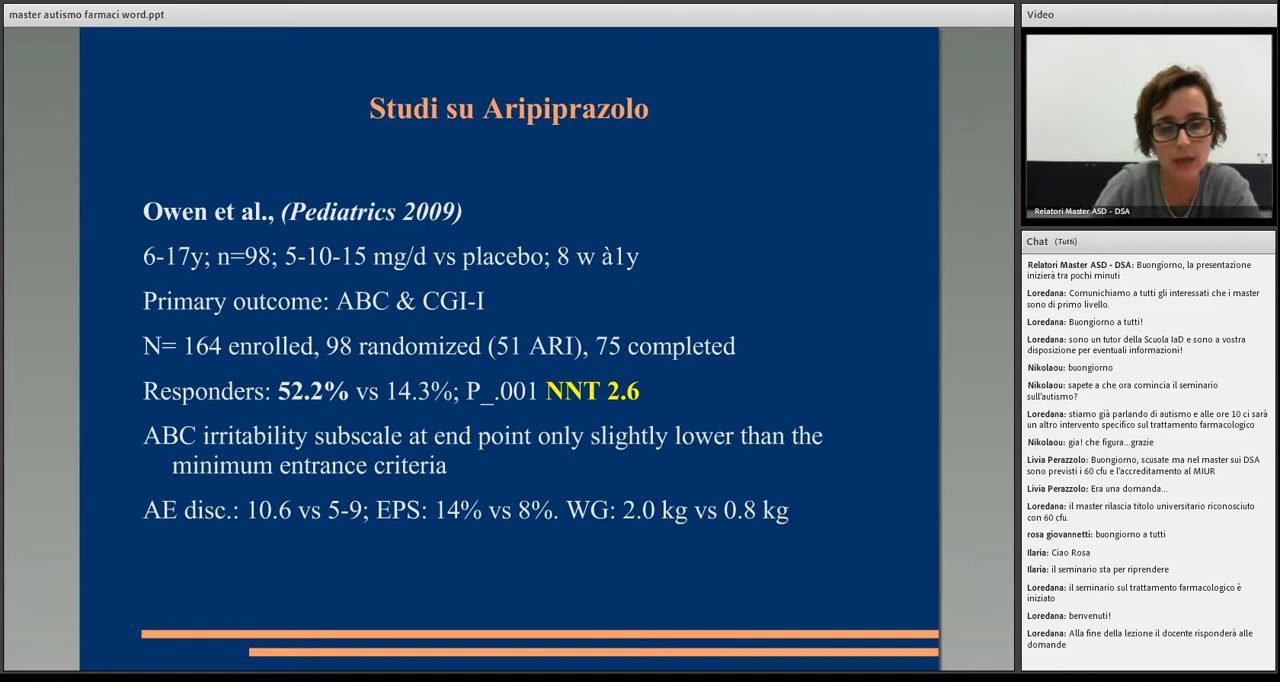 master autismo farmaci word.ppt
Studi su Aripiprazolo
Owen et al., (Pediatrics 2009)
6-17y; n=98; 5-10-15 mg/d vs placebo; 8 w à1y
Primary outcome: ABC & CGI-I
N= 164 enrolled, 98 randomized (51 ARI), 75 completed
Responders: 52.2% vs 14.3%; P_.001 NNT 2.6
ABC irritability subscale at end point only slightly lower than the
minimum entrance criteria
AE disc.: 10.6 vs 5-9; EPS: 14% vs 8%. WG: 2.0 kg vs 0.8 kg
Video
Relatori Master ASD - DSA
Chat (Tutti)
Relatori Master ASD - DSA: Buongiorno, la presentazione
inizierà tra pochi minuti
Loredana: Comunichiamo a tutti gli interessati che i master
sono di primo livello.
Loredana: Buongiorno a tutti!
Loredana: sono un tutor della Scuola IaD e sono a vostra
disposizione per eventuali informazioni!
Nikolaou: buongiorno
Nikolaou: sapete a che ora comincia il seminario
sull'autismo?
Loredana: stiamo già parlando di autismo e alle ore 10 ci sarà
un altro intervento specifico sul trattamento farmacologico
Nikolaou: gia! che figura...grazie
Livia Perazzolo: Buongiorno, scusate ma nel master sui DSA
sono previsti i 60 cfu e l'accreditamento al MIUR
Livia Perazzolo: Era una domanda...
Loredana: il master rilascia titolo universitario riconosciuto
con 60 cfu.
rosa giovannetti: buongiorno a tutti
Ilaria: Ciao Rosa
Ilaria: il seminario sta per riprendere
Loredana: il seminario sul trattamento farmacologico è
iniziato
Loredana: benvenuti!
Loredana: Alla fine della lezione il docente risponderà alle
domande